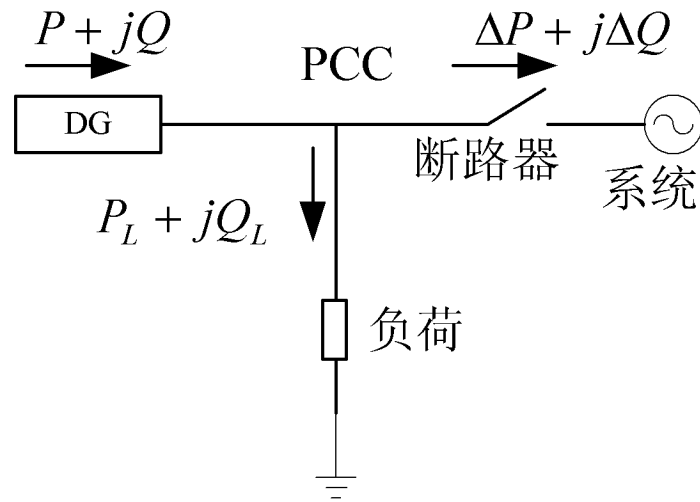 P + jQ
PCC
ΔP + jΔQ
DG
断路器
系统
P_L + jQ_L
负荷